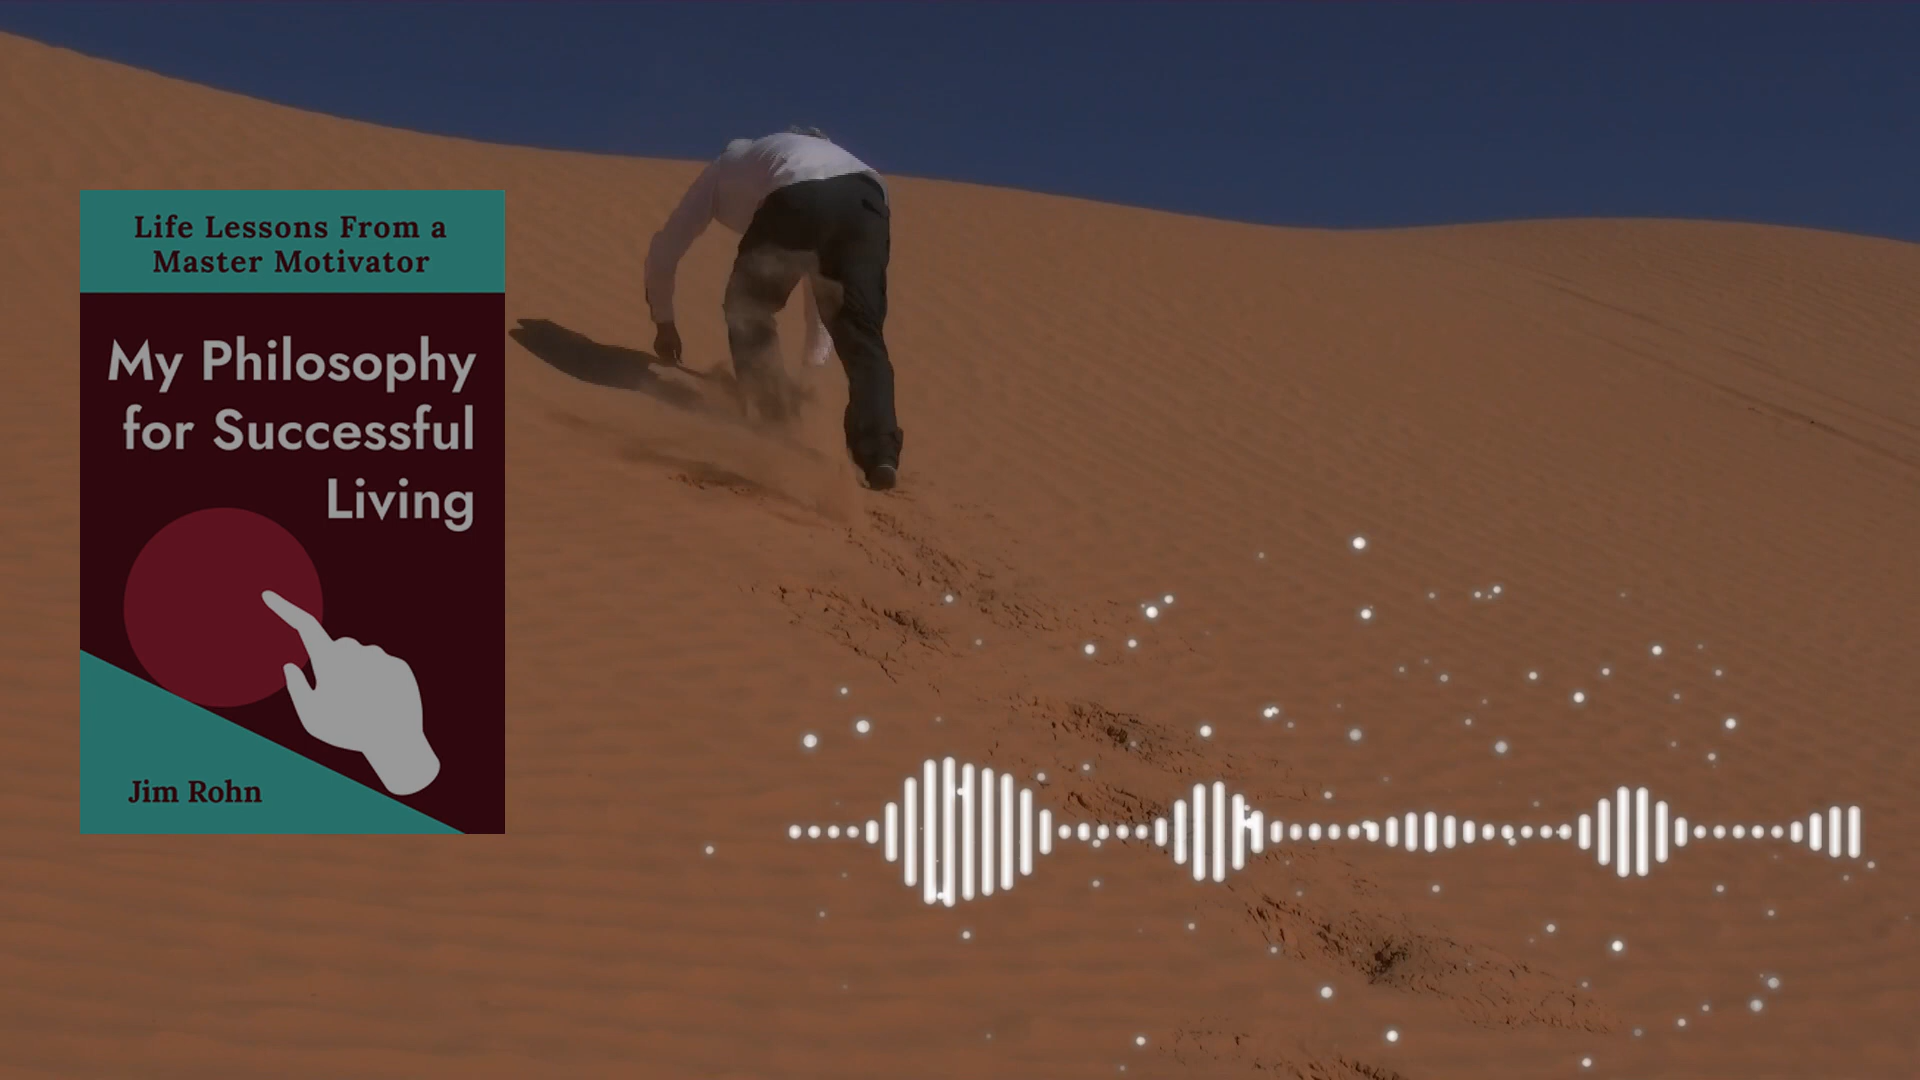 Life Lessons From a
Master Motivator
My Philosophy
for Successful
Living
Jim Rohn